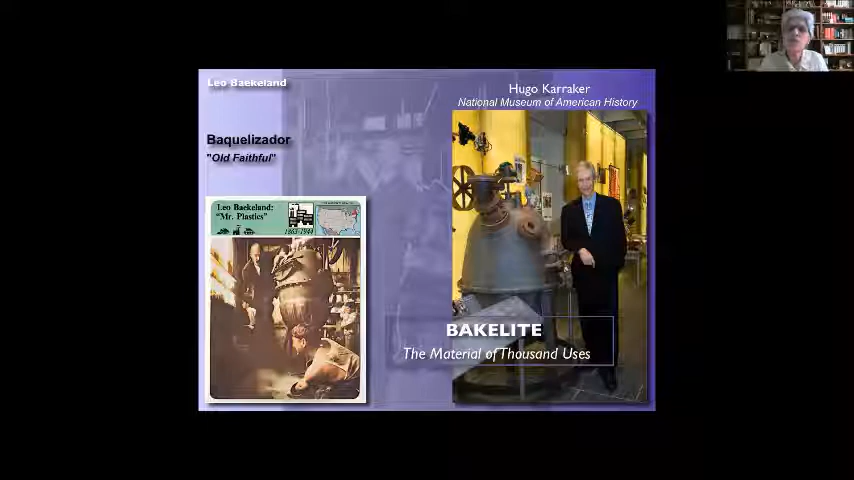 Leo Baekeland
Hugo Karraker
National Museum of American History
Baquelizador
"Old Faithful"
Leo Baekeland:
"Mr. Plastics"
1863-1944
BAKELITE
The Material of Thousand Uses